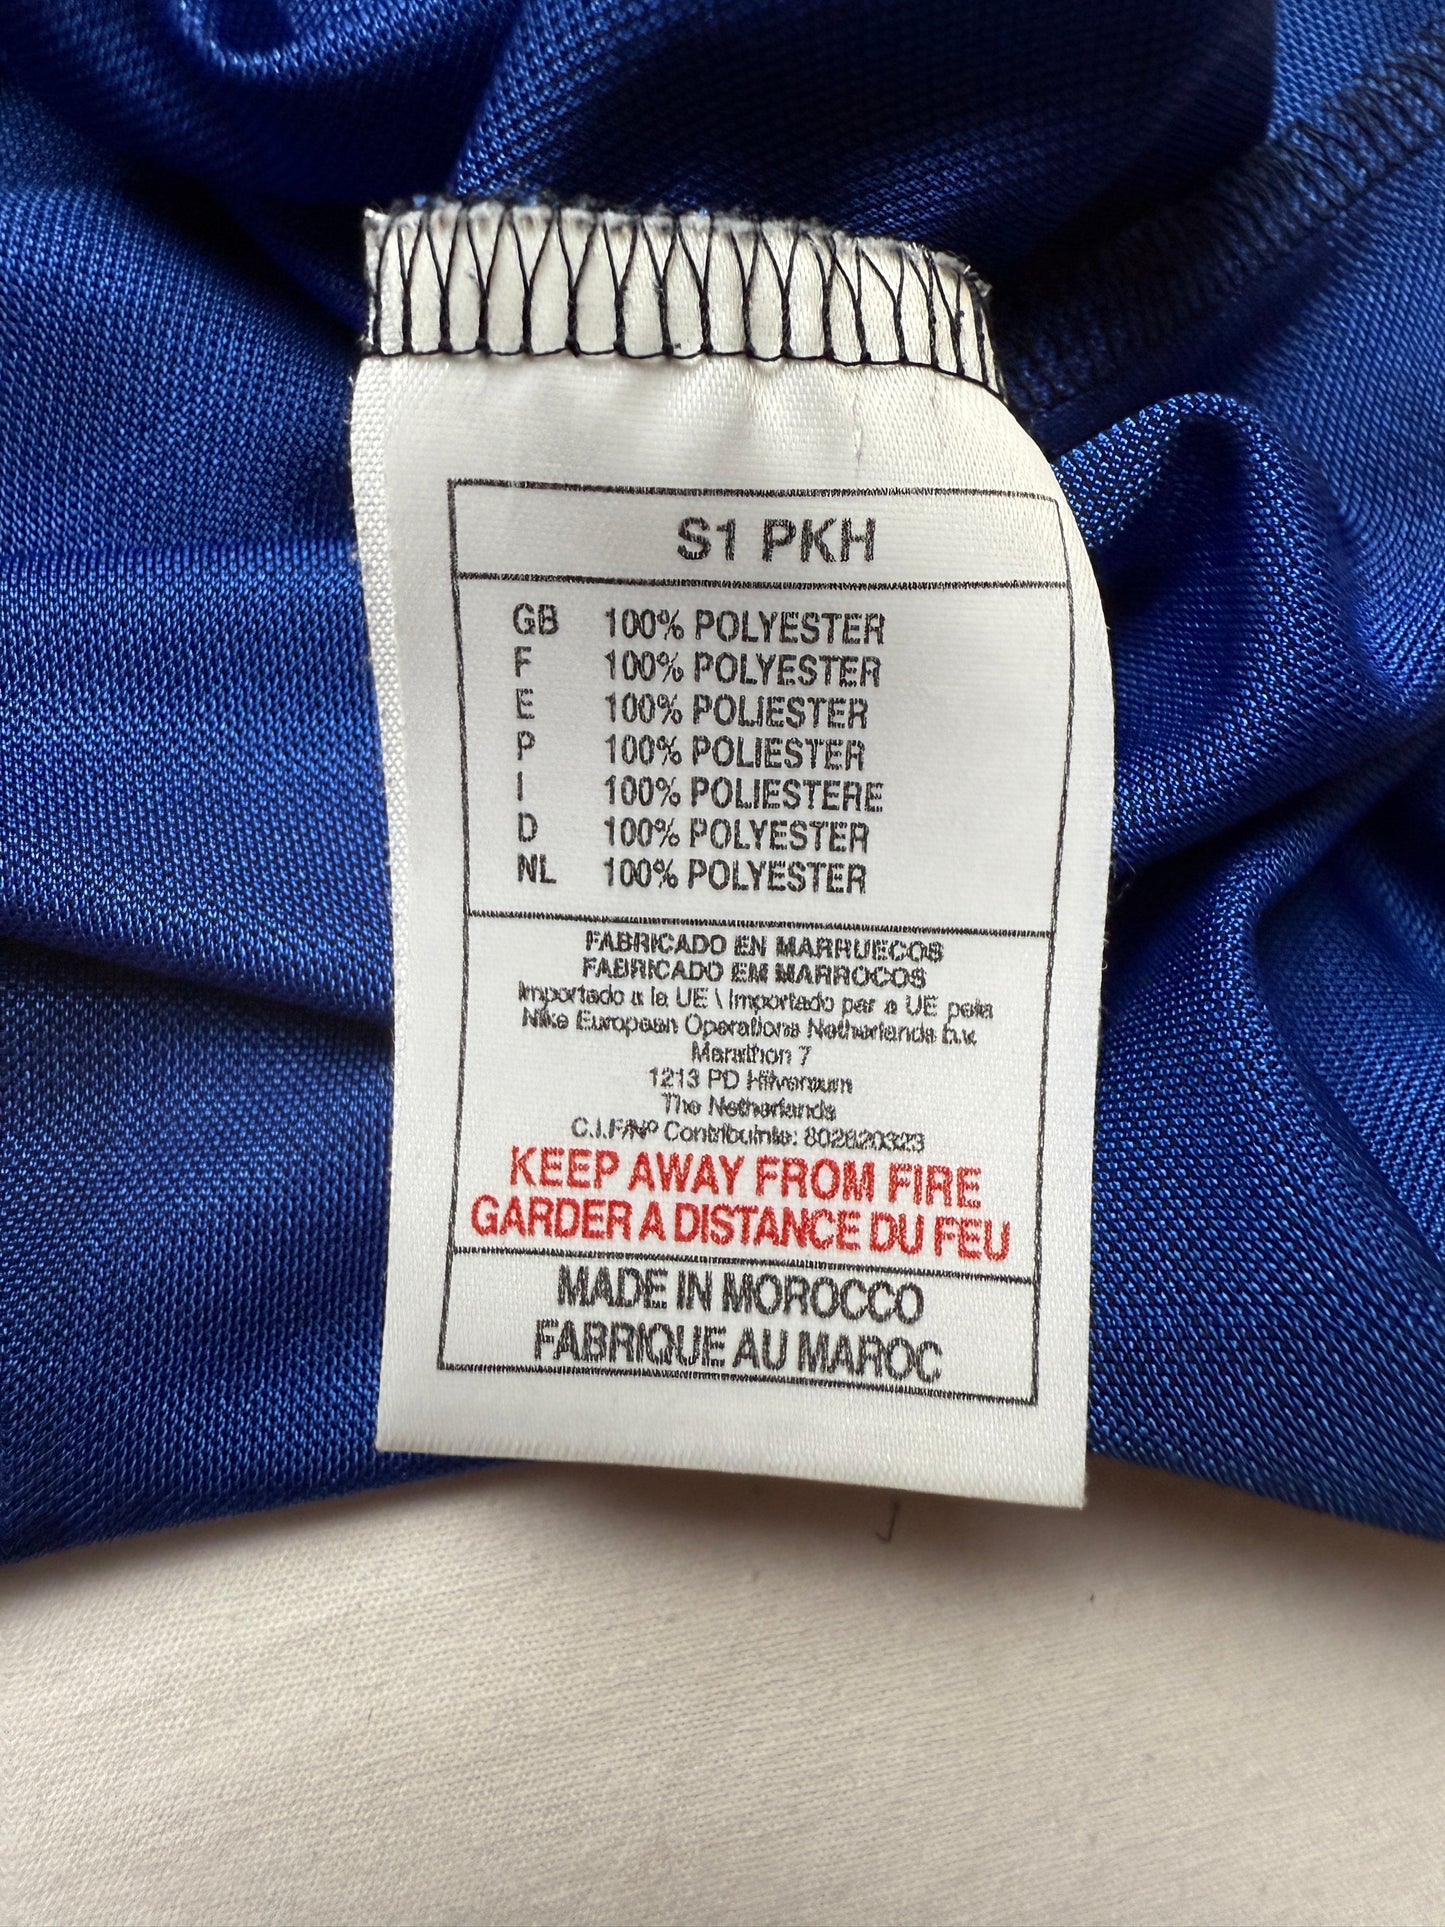 S1 PKH
GB 100% POLYESTER
F 100% POLYESTER
E 100% POLIESTER
P 100% POLIESTER
I 100% POLIESTERE
D 100% POLYESTER
NL 100% POLYESTER
FABRICADO EN MARRUECOS
FABRICADO EM MARROCOS
Importado a la UE \ Importado par a UE pela
Nike European Operations Netherlands b.v.
Marathon 7
1213 PD Hilversum
The Netherlands
C.I.F/Nº Contribuinte: 802820323
KEEP AWAY FROM FIRE
GARDER A DISTANCE DU FEU
MADE IN MOROCCO
FABRIQUE AU MAROC